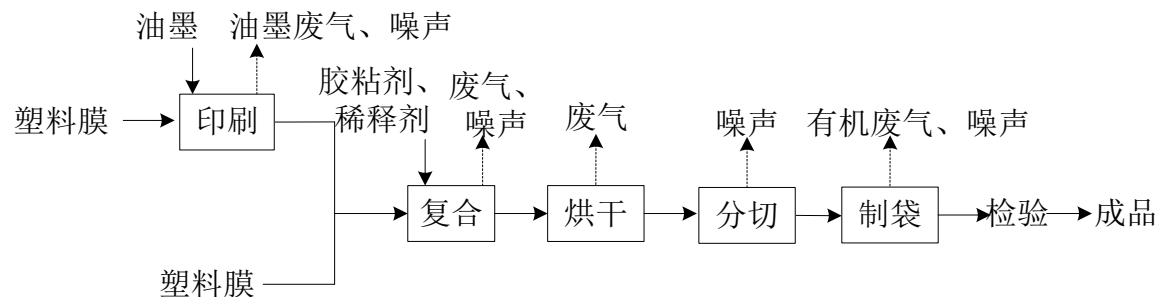 油墨
油墨废气、噪声
塑料膜
印刷
胶粘剂、
稀释剂
废气、
噪声
废气
噪声
有机废气、噪声
复合
烘干
分切
制袋
检验
成品
塑料膜